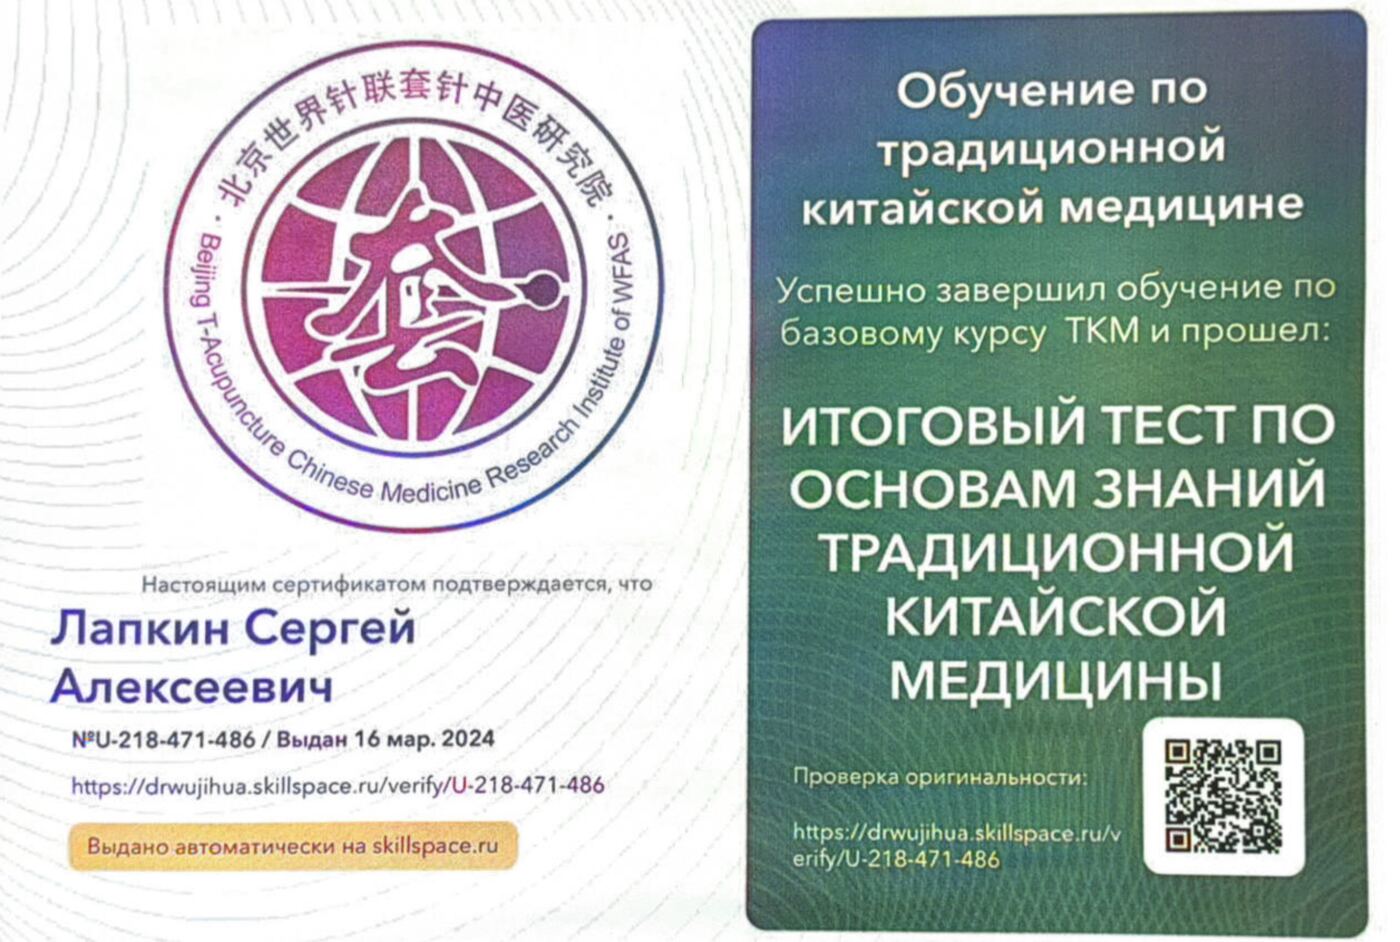 北京世界针联套针中医研究院
Beijing T-Acupuncture Chinese Medicine Research Institute of WFAS
Настоящим сертификатом подтверждается, что
Лапкин Сергей
Алексеевич
№U-218-471-486 / Выдан 16 мар. 2024
https://drwujihua.skillspace.ru/verify/U-218-471-486
Выдано автоматически на skillspace.ru
Обучение по
традиционной
китайской медицине
Успешно завершил обучение по
базовому курсу ТКМ и прошел:
ИТОГОВЫЙ ТЕСТ ПО
ОСНОВАМ ЗНАНИЙ
ТРАДИЦИОННОЙ
КИТАЙСКОЙ
МЕДИЦИНЫ
Проверка оригинальности:
https://drwujihua.skillspace.ru/v
erify/U-218-471-486